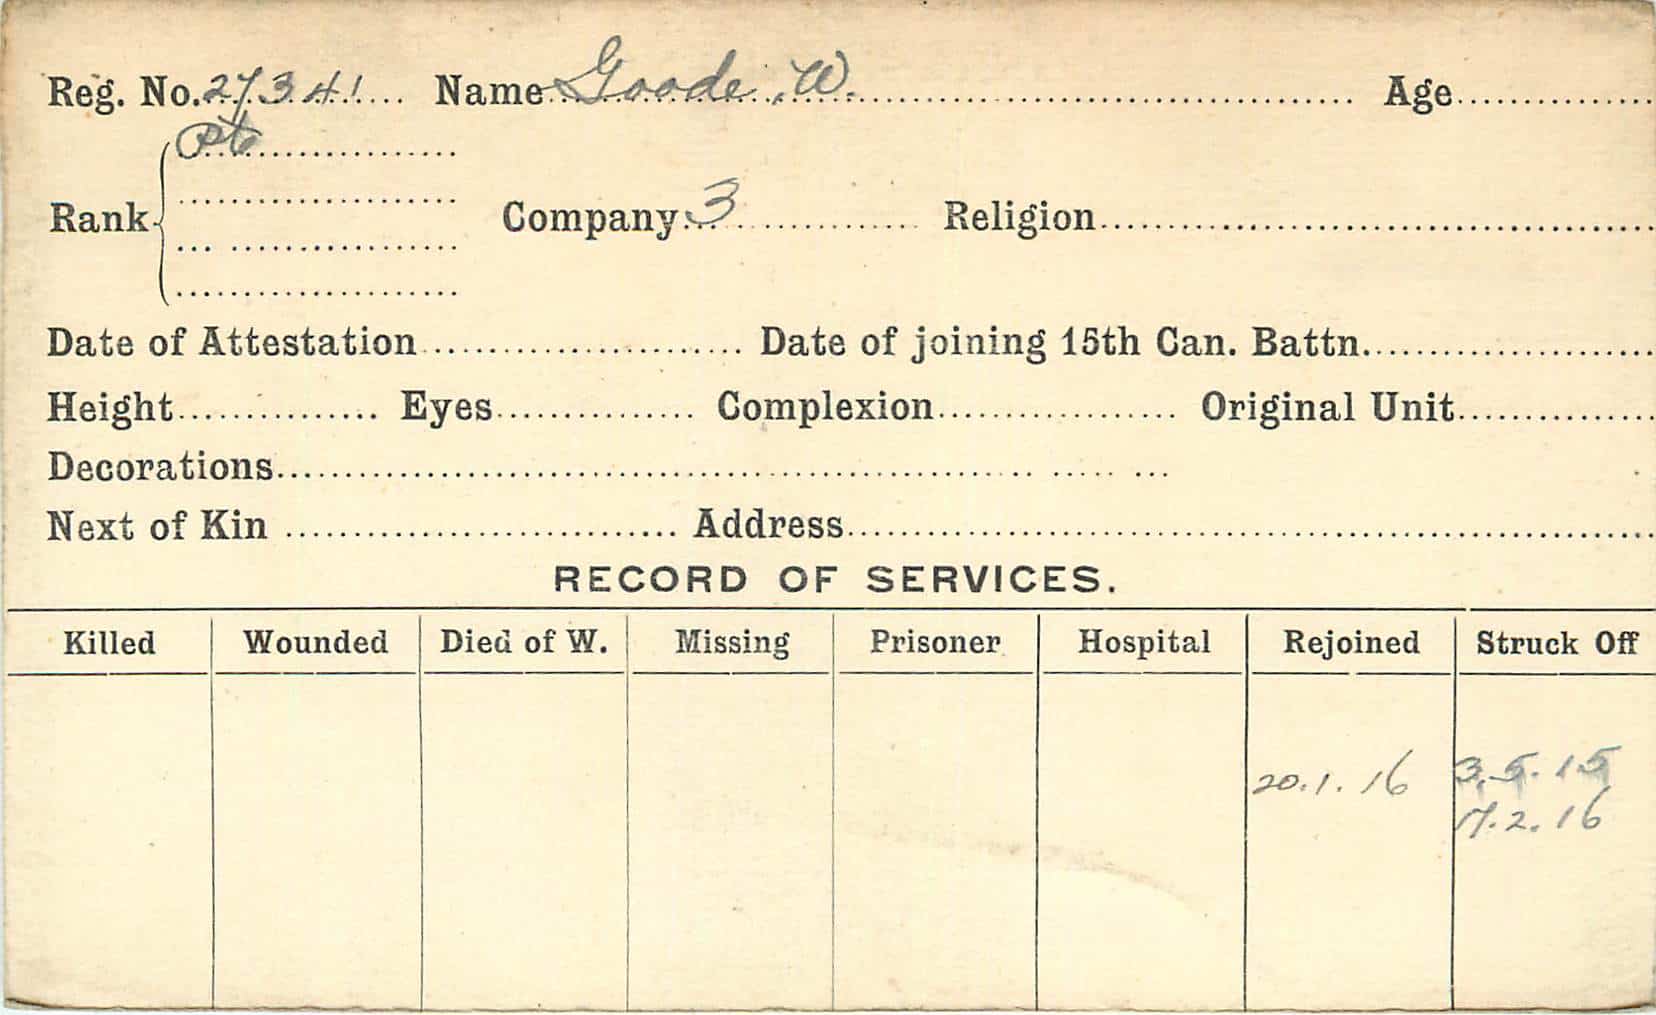 Reg. No. 27341 Name Goode, W. Age
Pte
Rank Company 3 Religion
Date of Attestation Date of joining 15th Can. Battn.
Height Eyes Complexion Original Unit
Decorations
Next of Kin Address
RECORD OF SERVICES.
Killed Wounded Died of W. Missing Prisoner Hospital Rejoined Struck Off
20.1.16 3.5.15
17.2.16